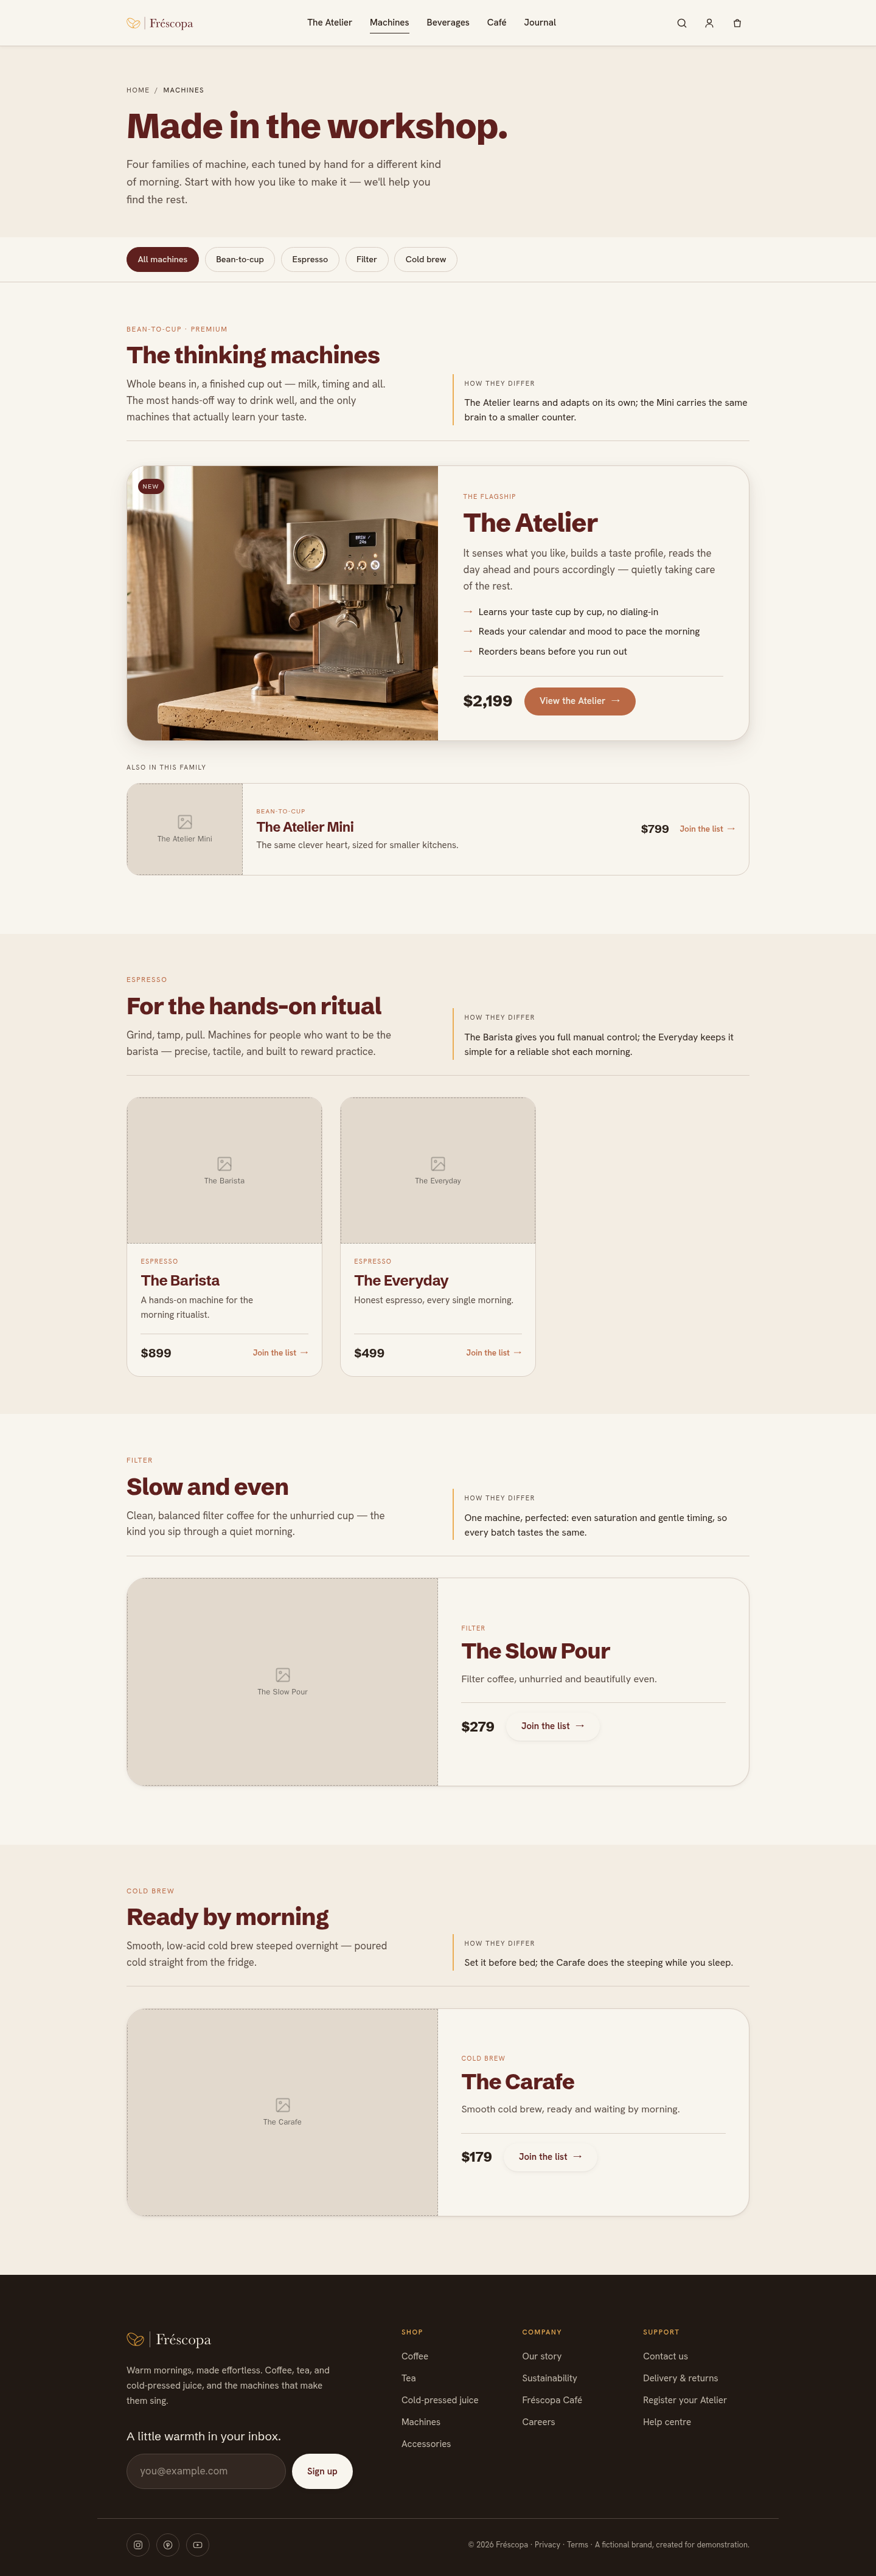 Fréscopa
The Atelier
Machines
Beverages
Café
Journal
HOME / MACHINES
Made in the workshop.
Four families of machine, each tuned by hand for a different kind
of morning. Start with how you like to make it — we'll help you
find the rest.
All machines
Bean-to-cup
Espresso
Filter
Cold brew
BEAN-TO-CUP · PREMIUM
The thinking machines
Whole beans in, a finished cup out — milk, timing and all.
The most hands-off way to drink well, and the only
machines that actually learn your taste.
HOW THEY DIFFER
The Atelier learns and adapts on its own; the Mini carries the same
brain to a smaller counter.
NEW
BREW /
24s
THE FLAGSHIP
The Atelier
It senses what you like, builds a taste profile, reads the
day ahead and pours accordingly — quietly taking care
of the rest.
→ Learns your taste cup by cup, no dialing-in
→ Reads your calendar and mood to pace the morning
→ Reorders beans before you run out
$2,199
View the Atelier →
ALSO IN THIS FAMILY
The Atelier Mini
BEAN-TO-CUP
The Atelier Mini
The same clever heart, sized for smaller kitchens.
$799
Join the list →
ESPRESSO
For the hands-on ritual
Grind, tamp, pull. Machines for people who want to be the
barista — precise, tactile, and built to reward practice.
HOW THEY DIFFER
The Barista gives you full manual control; the Everyday keeps it
simple for a reliable shot each morning.
The Barista
ESPRESSO
The Barista
A hands-on machine for the
morning ritualist.
$899
Join the list →
The Everyday
ESPRESSO
The Everyday
Honest espresso, every single morning.
$499
Join the list →
FILTER
Slow and even
Clean, balanced filter coffee for the unhurried cup — the
kind you sip through a quiet morning.
HOW THEY DIFFER
One machine, perfected: even saturation and gentle timing, so
every batch tastes the same.
The Slow Pour
FILTER
The Slow Pour
Filter coffee, unhurried and beautifully even.
$279
Join the list →
COLD BREW
Ready by morning
Smooth, low-acid cold brew steeped overnight — poured
cold straight from the fridge.
HOW THEY DIFFER
Set it before bed; the Carafe does the steeping while you sleep.
The Carafe
COLD BREW
The Carafe
Smooth cold brew, ready and waiting by morning.
$179
Join the list →
Fréscopa
Warm mornings, made effortless. Coffee, tea, and
cold-pressed juice, and the machines that make
them sing.
A little warmth in your inbox.
you@example.com
Sign up
SHOP
Coffee
Tea
Cold-pressed juice
Machines
Accessories
COMPANY
Our story
Sustainability
Fréscopa Café
Careers
SUPPORT
Contact us
Delivery & returns
Register your Atelier
Help centre
© 2026 Fréscopa · Privacy · Terms · A fictional brand, created for demonstration.